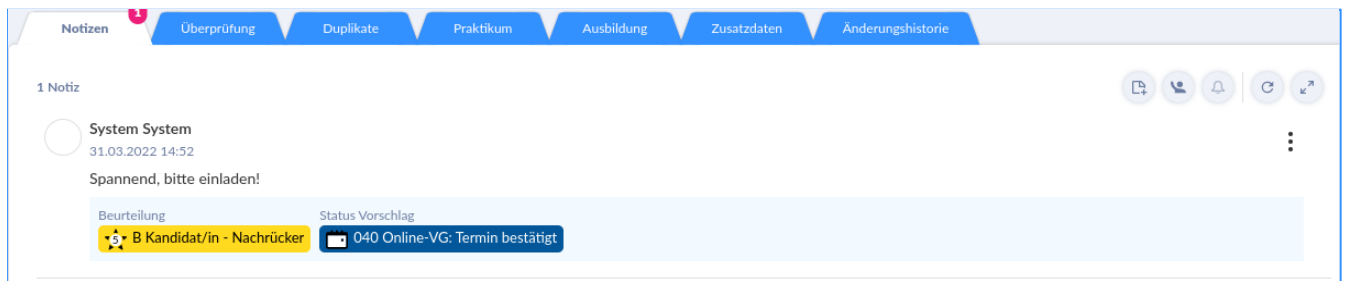 Notizen 1 Überprüfung Duplikate Praktikum Ausbildung Zusatzdaten Änderungshistorie
1 Notiz
System System
31.03.2022 14:52
Spannend, bitte einladen!
Beurteilung Status Vorschlag
5 B Kandidat/in - Nachrücker 040 Online-VG: Termin bestätigt